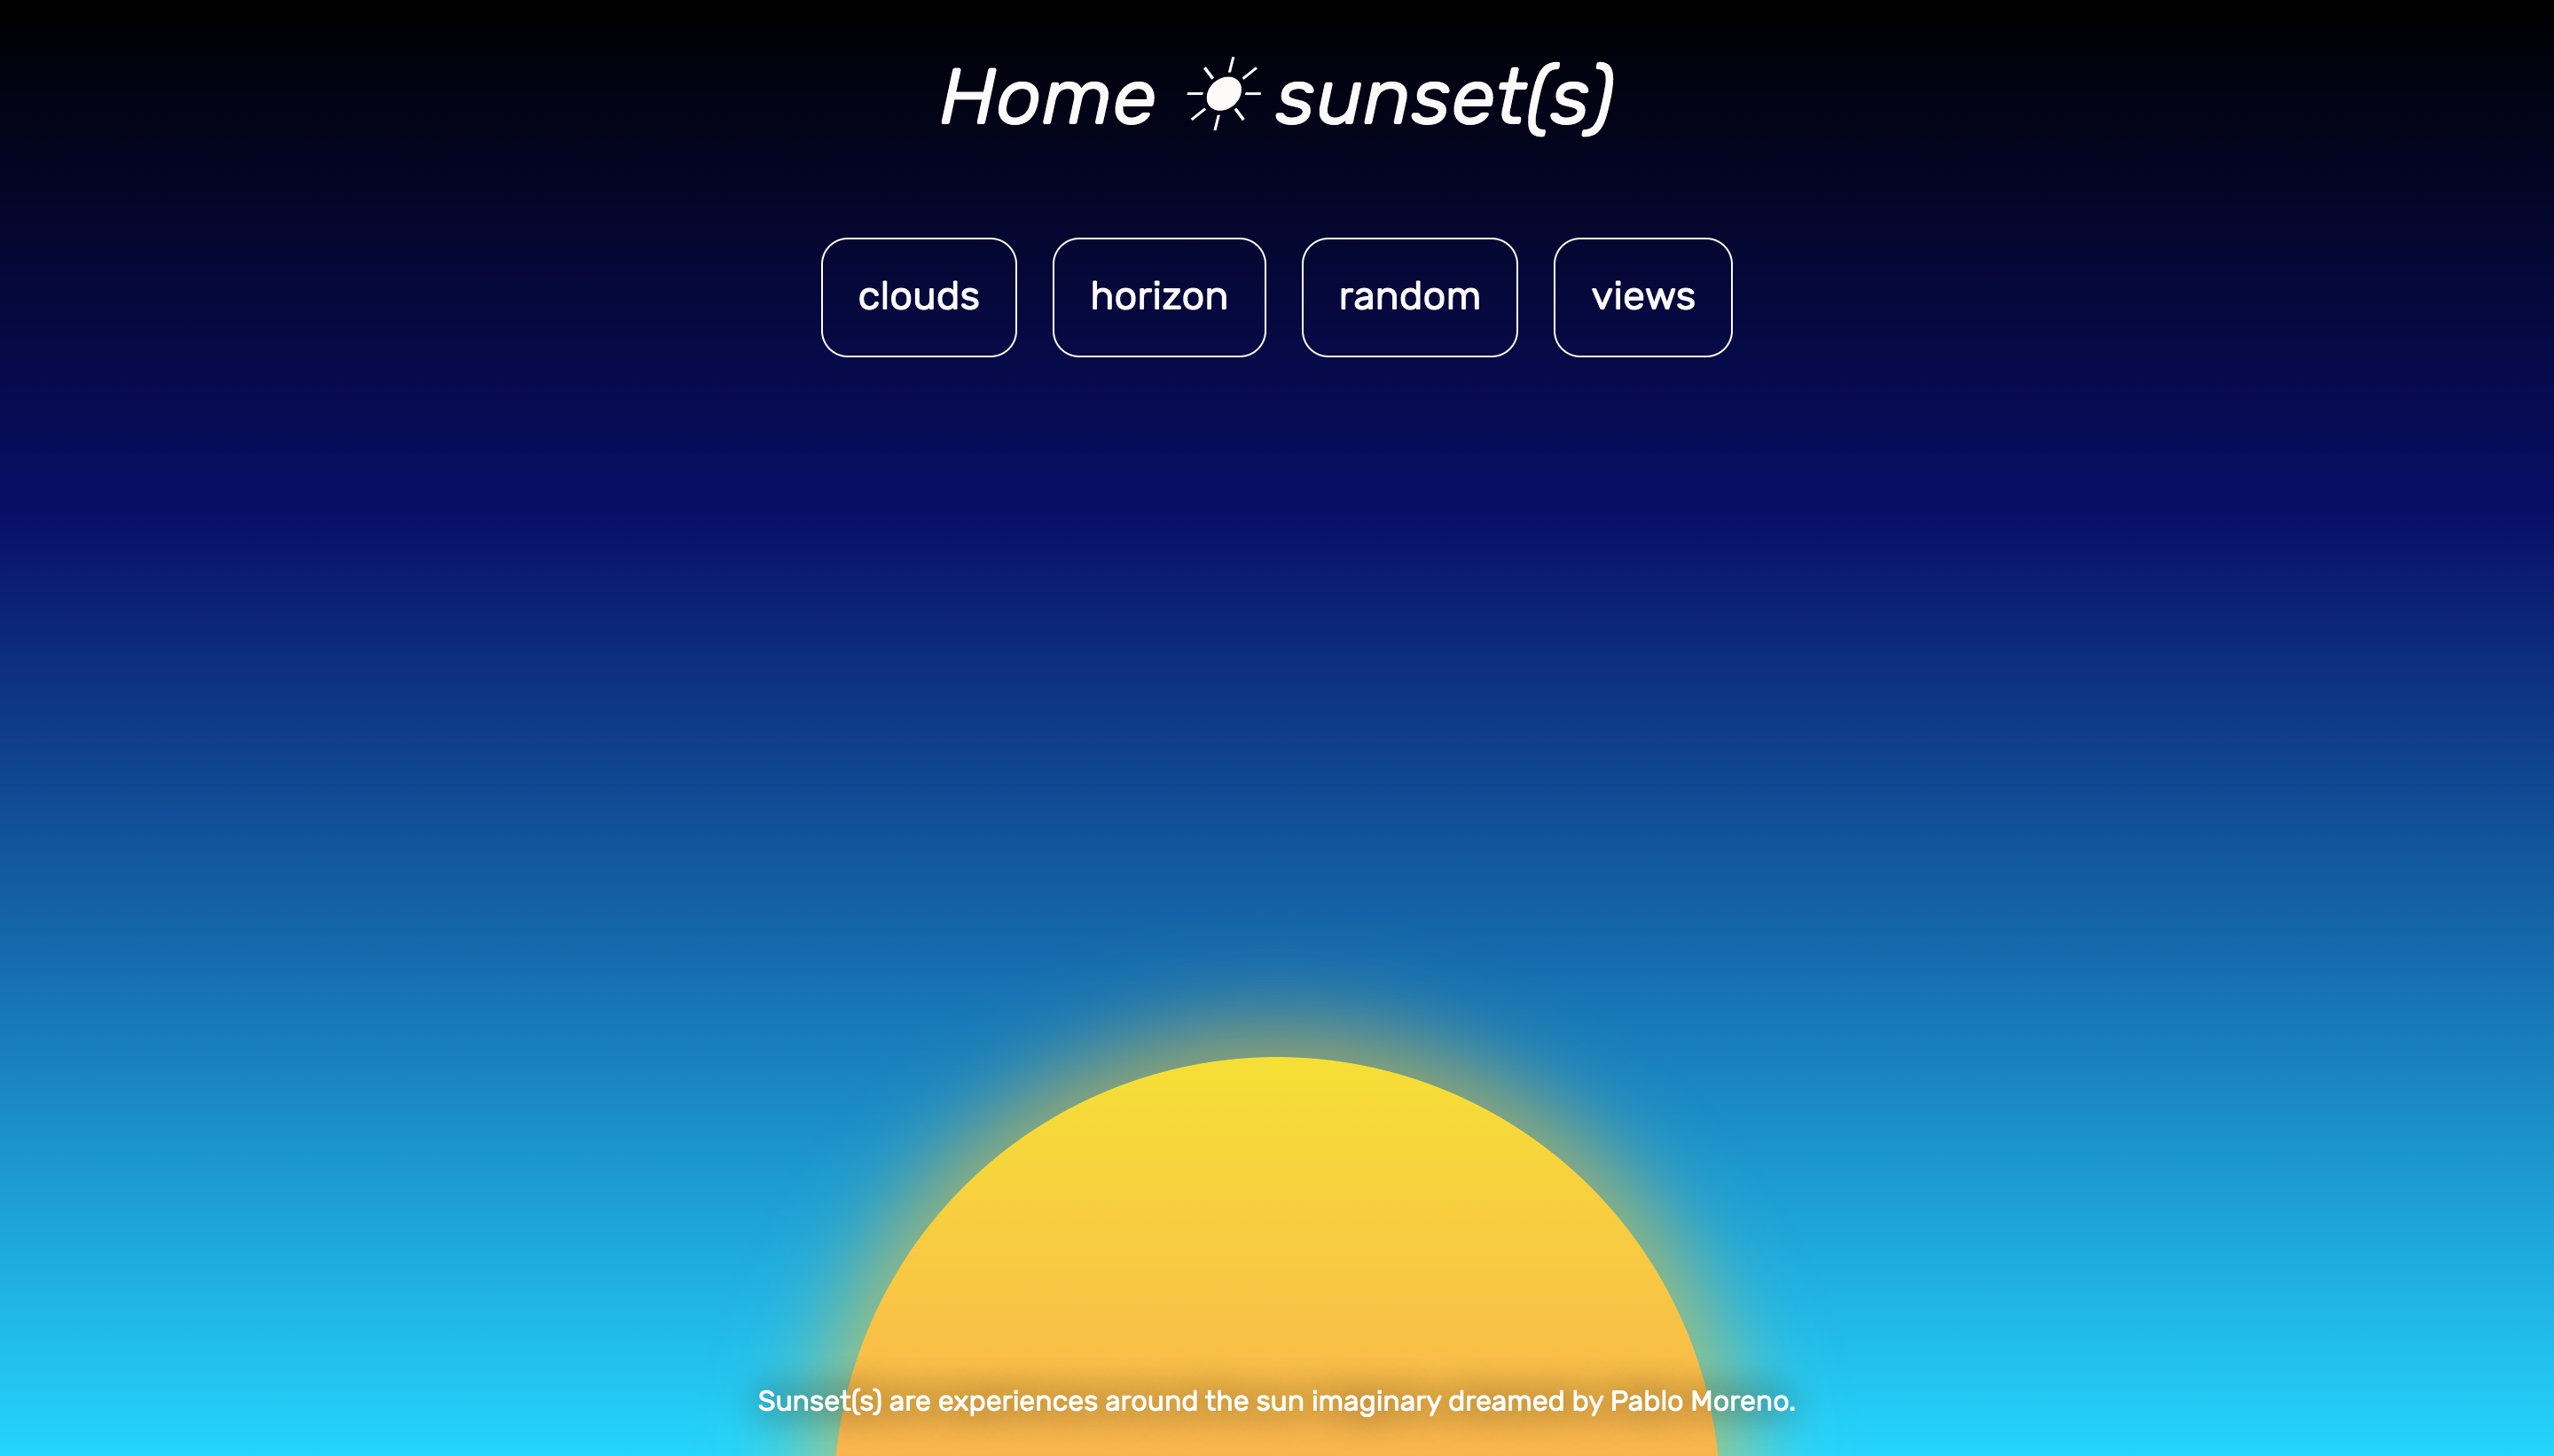 Home ☀ sunset(s)
clouds
horizon
random
views
Sunset(s) are experiences around the sun imaginary dreamed by Pablo Moreno.